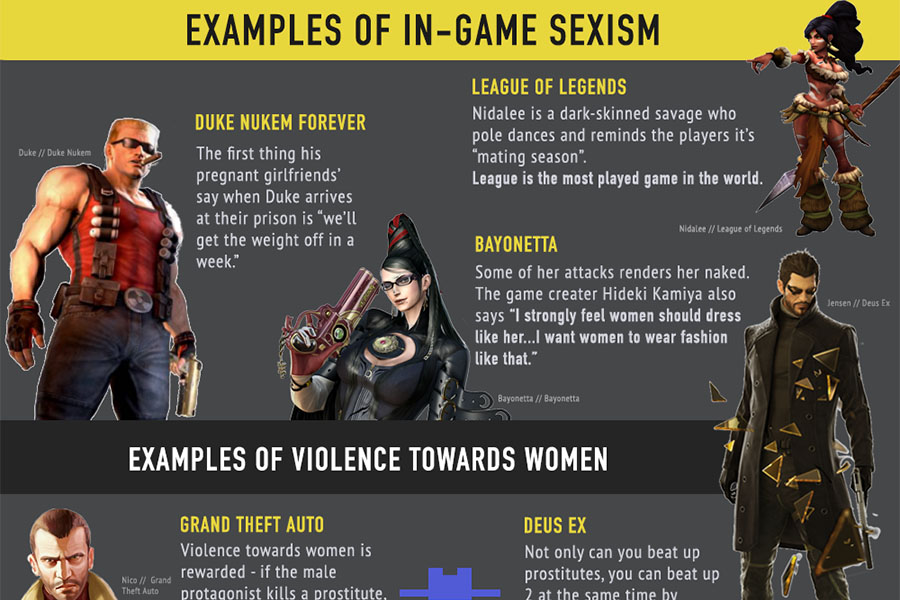 EXAMPLES OF IN-GAME SEXISM
LEAGUE OF LEGENDS
Nidalee is a dark-skinned savage who
pole dances and reminds the players it's
"mating season".
League is the most played game in the world.
Nidalee // League of Legends
Duke // Duke Nukem
DUKE NUKEM FOREVER
The first thing his
pregnant girlfriends'
say when Duke arrives
at their prison is “we'll
get the weight off in a
week.”
BAYONETTA
Some of her attacks renders her naked.
The game creater Hideki Kamiya also
says “I strongly feel women should dress
like her...I want women to wear fashion
like that.”
Bayonetta // Bayonetta
Jensen // Deus Ex
EXAMPLES OF VIOLENCE TOWARDS WOMEN
GRAND THEFT AUTO
Violence towards women is
rewarded - if the male
protagonist kills a prostitute,
Nico // Grand
Theft Auto
DEUS EX
Not only can you beat up
prostitutes, you can beat up
2 at the same time by